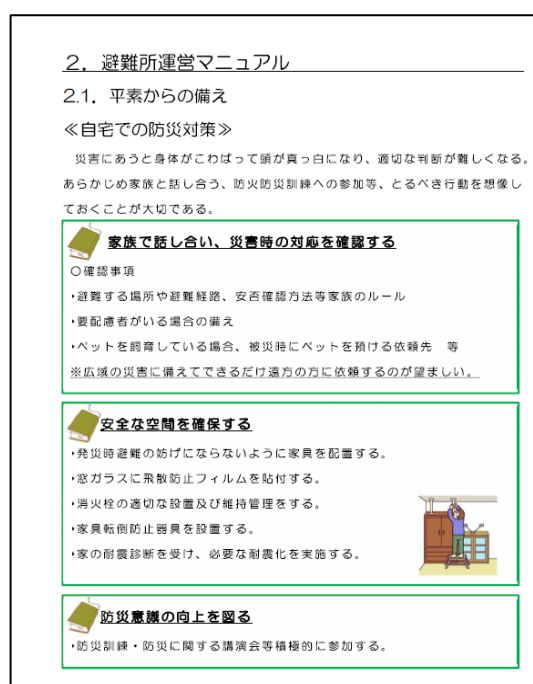 2．避難所運営マニュアル
2.1．平素からの備え
≪自宅での防災対策≫
災害にあうと身体がこわばって頭が真っ白になり、適切な判断が難しくなる。
あらかじめ家族と話し合う、防火防災訓練への参加等、とるべき行動を想像し
ておくことが大切である。
家族で話し合い、災害時の対応を確認する
○確認事項
・避難する場所や避難経路、安否確認方法等家族のルール
・要配慮者がいる場合の備え
・ペットを飼育している場合、被災時にペットを預ける依頼先　等
※広域の災害に備えてできるだけ遠方の方に依頼するのが望ましい。
安全な空間を確保する
・発災時避難の妨げにならないように家具を配置する。
・窓ガラスに飛散防止フィルムを貼付する。
・消火栓の適切な設置及び維持管理をする。
・家具転倒防止器具を設置する。
・家の耐震診断を受け、必要な耐震化を実施する。
防災意識の向上を図る
・防災訓練・防災に関する講演会等積極的に参加する。